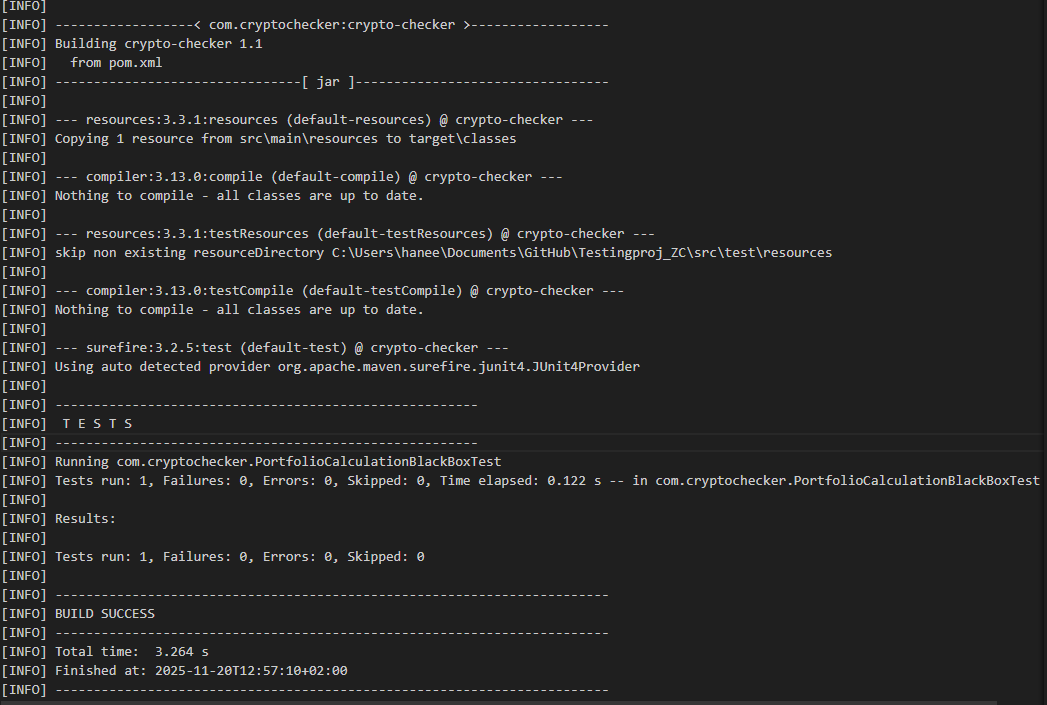 [INFO]
[INFO] ------------------< com.cryptochecker:crypto-checker >------------------
[INFO] Building crypto-checker 1.1
[INFO]   from pom.xml
[INFO] --------------------------------[ jar ]---------------------------------
[INFO]
[INFO] --- resources:3.3.1:resources (default-resources) @ crypto-checker ---
[INFO] Copying 1 resource from src\main\resources to target\classes
[INFO]
[INFO] --- compiler:3.13.0:compile (default-compile) @ crypto-checker ---
[INFO] Nothing to compile - all classes are up to date.
[INFO]
[INFO] --- resources:3.3.1:testResources (default-testResources) @ crypto-checker ---
[INFO] skip non existing resourceDirectory C:\Users\hanee\Documents\GitHub\Testingproj_ZC\src\test\resources
[INFO]
[INFO] --- compiler:3.13.0:testCompile (default-testCompile) @ crypto-checker ---
[INFO] Nothing to compile - all classes are up to date.
[INFO]
[INFO] --- surefire:3.2.5:test (default-test) @ crypto-checker ---
[INFO] Using auto detected provider org.apache.maven.surefire.junit4.JUnit4Provider
[INFO]
[INFO] -------------------------------------------------------
[INFO]  T E S T S
[INFO] -------------------------------------------------------
[INFO] Running com.cryptochecker.PortfolioCalculationBlackBoxTest
[INFO] Tests run: 1, Failures: 0, Errors: 0, Skipped: 0, Time elapsed: 0.122 s -- in com.cryptochecker.PortfolioCalculationBlackBoxTest
[INFO]
[INFO] Results:
[INFO]
[INFO] Tests run: 1, Failures: 0, Errors: 0, Skipped: 0
[INFO]
[INFO] ------------------------------------------------------------------------
[INFO] BUILD SUCCESS
[INFO] ------------------------------------------------------------------------
[INFO] Total time:  3.264 s
[INFO] Finished at: 2025-11-20T12:57:10+02:00
[INFO] ------------------------------------------------------------------------